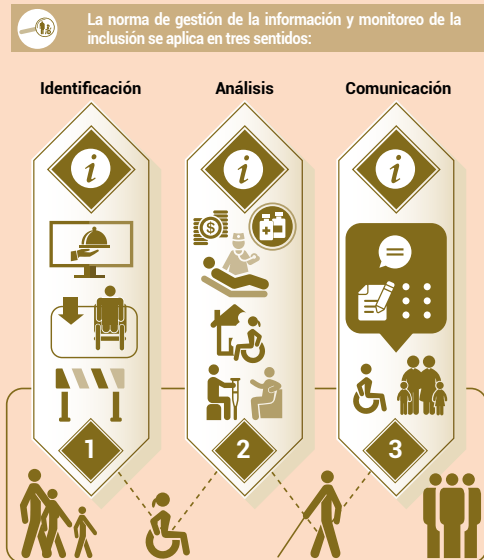 La norma de gestión de la información y monitoreo de la
inclusión se aplica en tres sentidos:
Identificación
Análisis
Comunicación
i
i
i
$
1
2
3